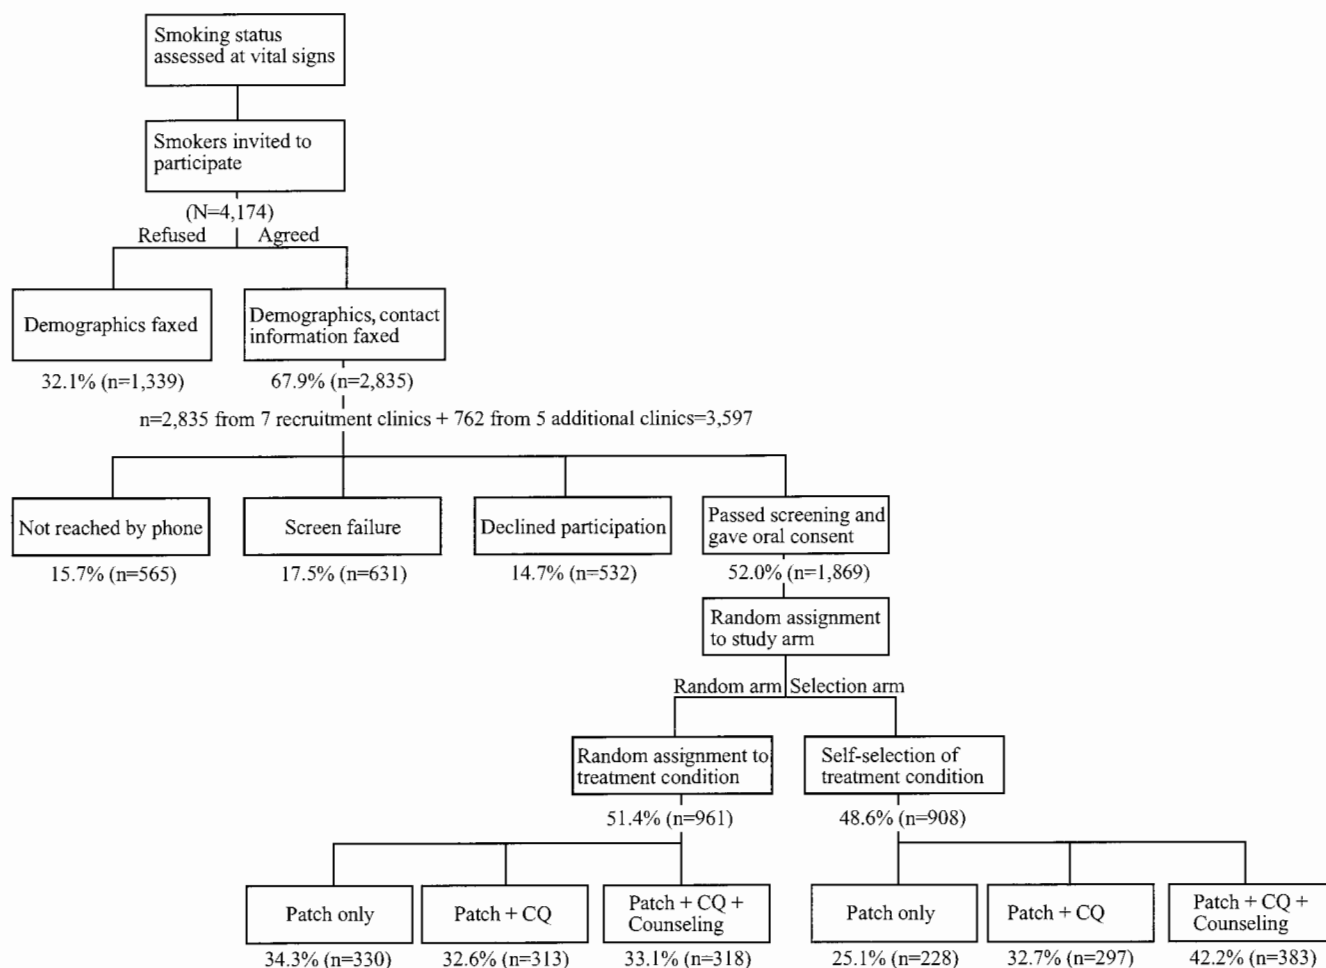 Smoking status
assessed at vital signs
Smokers invited to
participate
(N=4,174)
Refused Agreed
Demographics faxed
32.1% (n=1,339)
Demographics, contact
information faxed
67.9% (n=2,835)
n=2,835 from 7 recruitment clinics + 762 from 5 additional clinics=3,597
Not reached by phone
15.7% (n=565)
Screen failure
17.5% (n=631)
Declined participation
14.7% (n=532)
Passed screening and
gave oral consent
52.0% (n=1,869)
Random assignment
to study arm
Random arm Selection arm
Random assignment to
treatment condition
51.4% (n=961)
Self-selection of
treatment condition
48.6% (n=908)
Patch only
34.3% (n=330)
Patch + CQ
32.6% (n=313)
Patch + CQ +
Counseling
33.1% (n=318)
Patch only
25.1% (n=228)
Patch + CQ
32.7% (n=297)
Patch + CQ +
Counseling
42.2% (n=383)